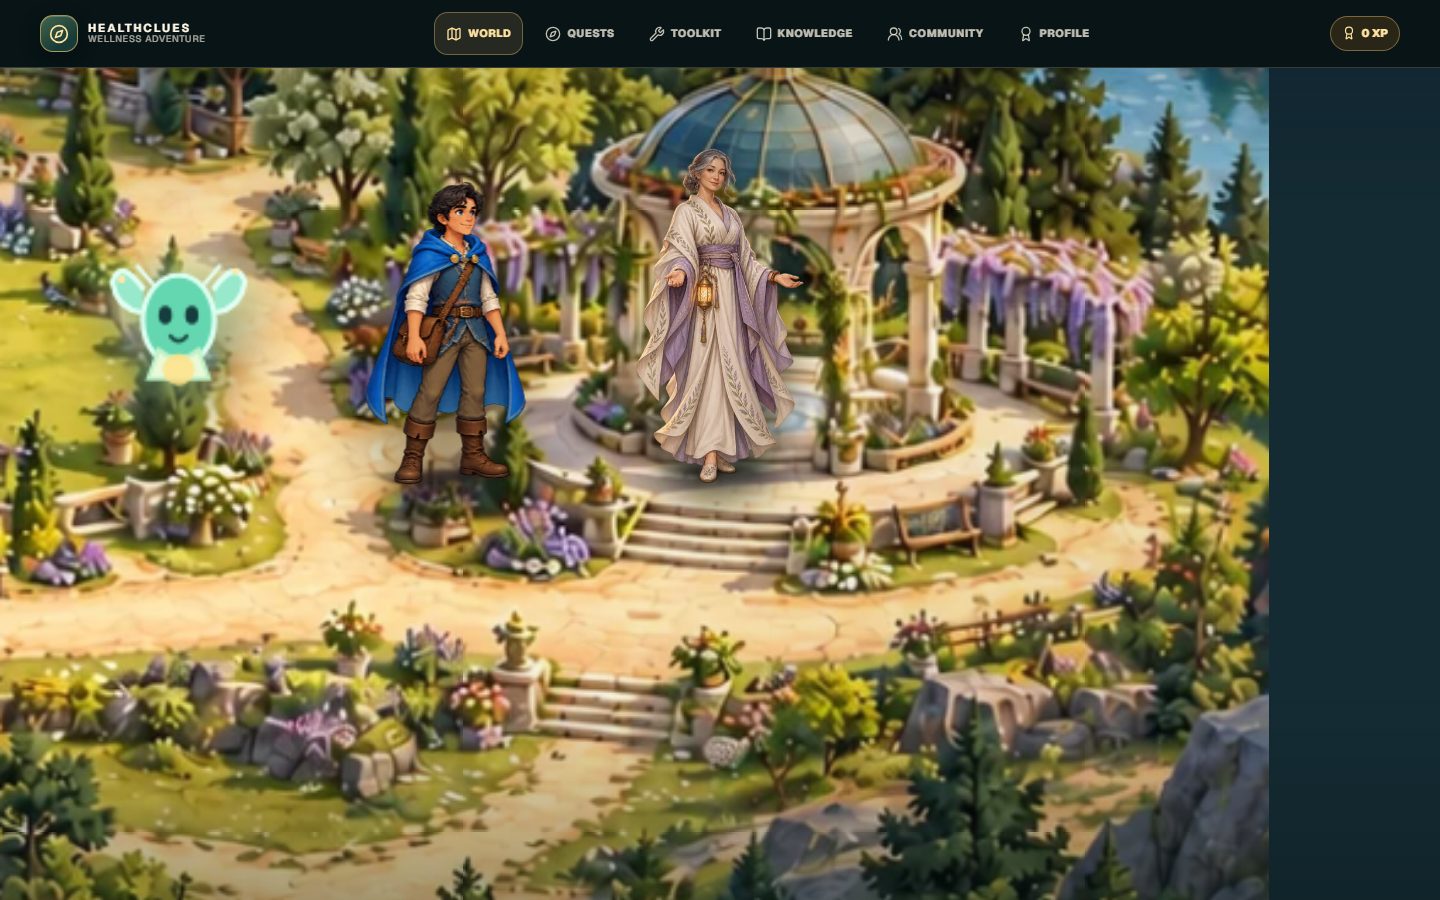 HEALTHCLUES
WELLNESS ADVENTURE
WORLD
QUESTS
TOOLKIT
KNOWLEDGE
COMMUNITY
PROFILE
0 XP